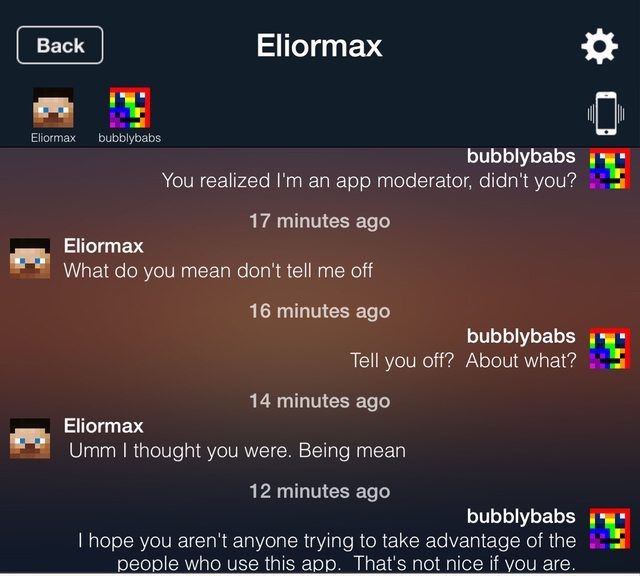 Back
Eliormax
Eliormax
bubblybabs
bubblybabs
You realized I'm an app moderator, didn't you?
17 minutes ago
Eliormax
What do you mean don't tell me off
16 minutes ago
bubblybabs
Tell you off?  About what?
14 minutes ago
Eliormax
Umm I thought you were. Being mean
12 minutes ago
bubblybabs
I hope you aren't anyone trying to take advantage of the
people who use this app.  That's not nice if you are.